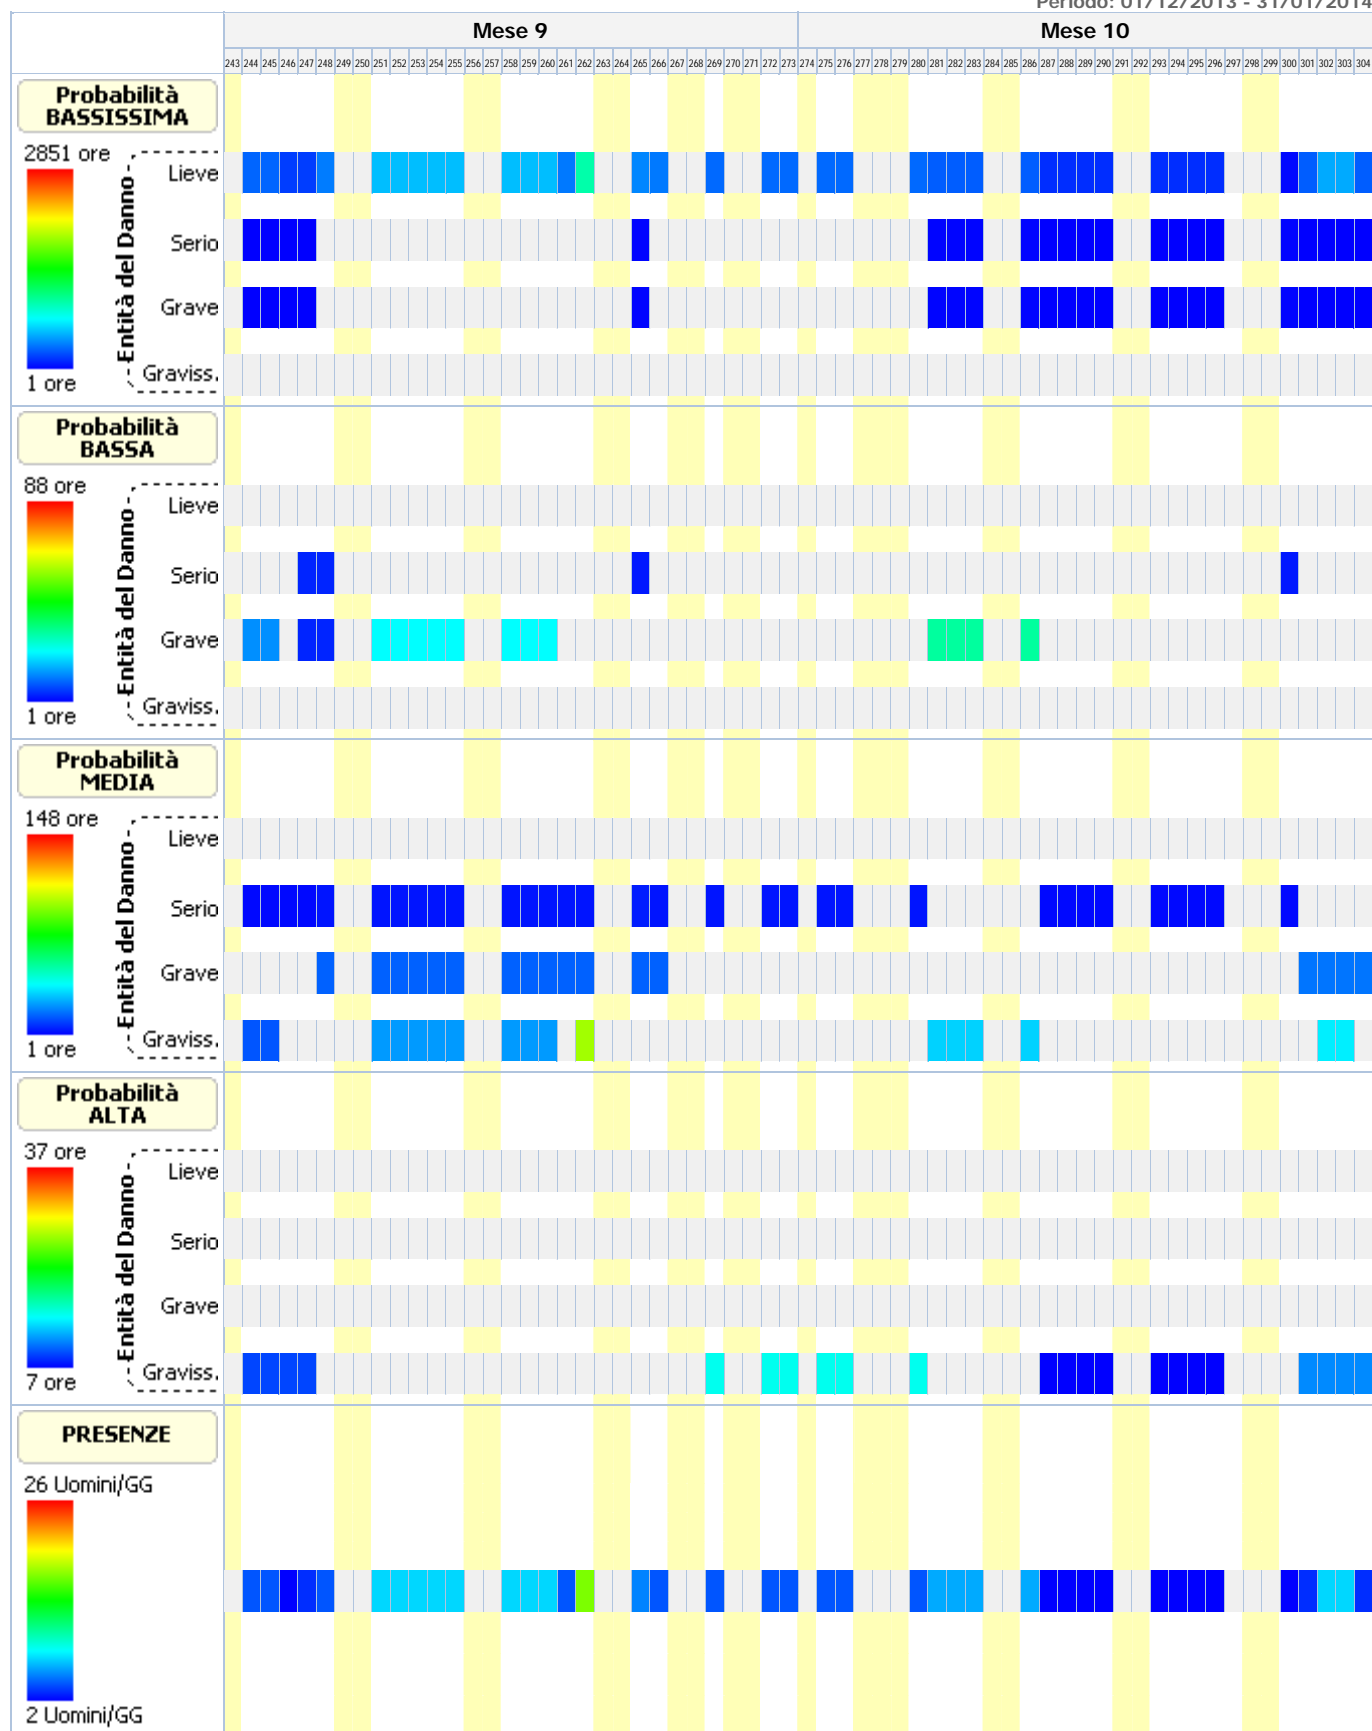 Periodo: 01/12/2013 - 31/01/2014
Mese 9 Mese 10
243 244 245 246 247 248 249 250 251 252 253 254 255 256 257 258 259 260 261 262 263 264 265 266 267 268 269 270 271 272 273 274 275 276 277 278 279 280 281 282 283 284 285 286 287 288 289 290 291 292 293 294 295 296 297 298 299 300 301 302 303 304
Probabilità
BASSISSIMA
2851 ore
Entità del Danno
Lieve
Serio
Grave
Graviss.
1 ore
Probabilità
BASSA
88 ore
Entità del Danno
Lieve
Serio
Grave
Graviss.
1 ore
Probabilità
MEDIA
148 ore
Entità del Danno
Lieve
Serio
Grave
Graviss.
1 ore
Probabilità
ALTA
37 ore
Entità del Danno
Lieve
Serio
Grave
Graviss.
7 ore
PRESENZE
26 Uomini/GG
2 Uomini/GG